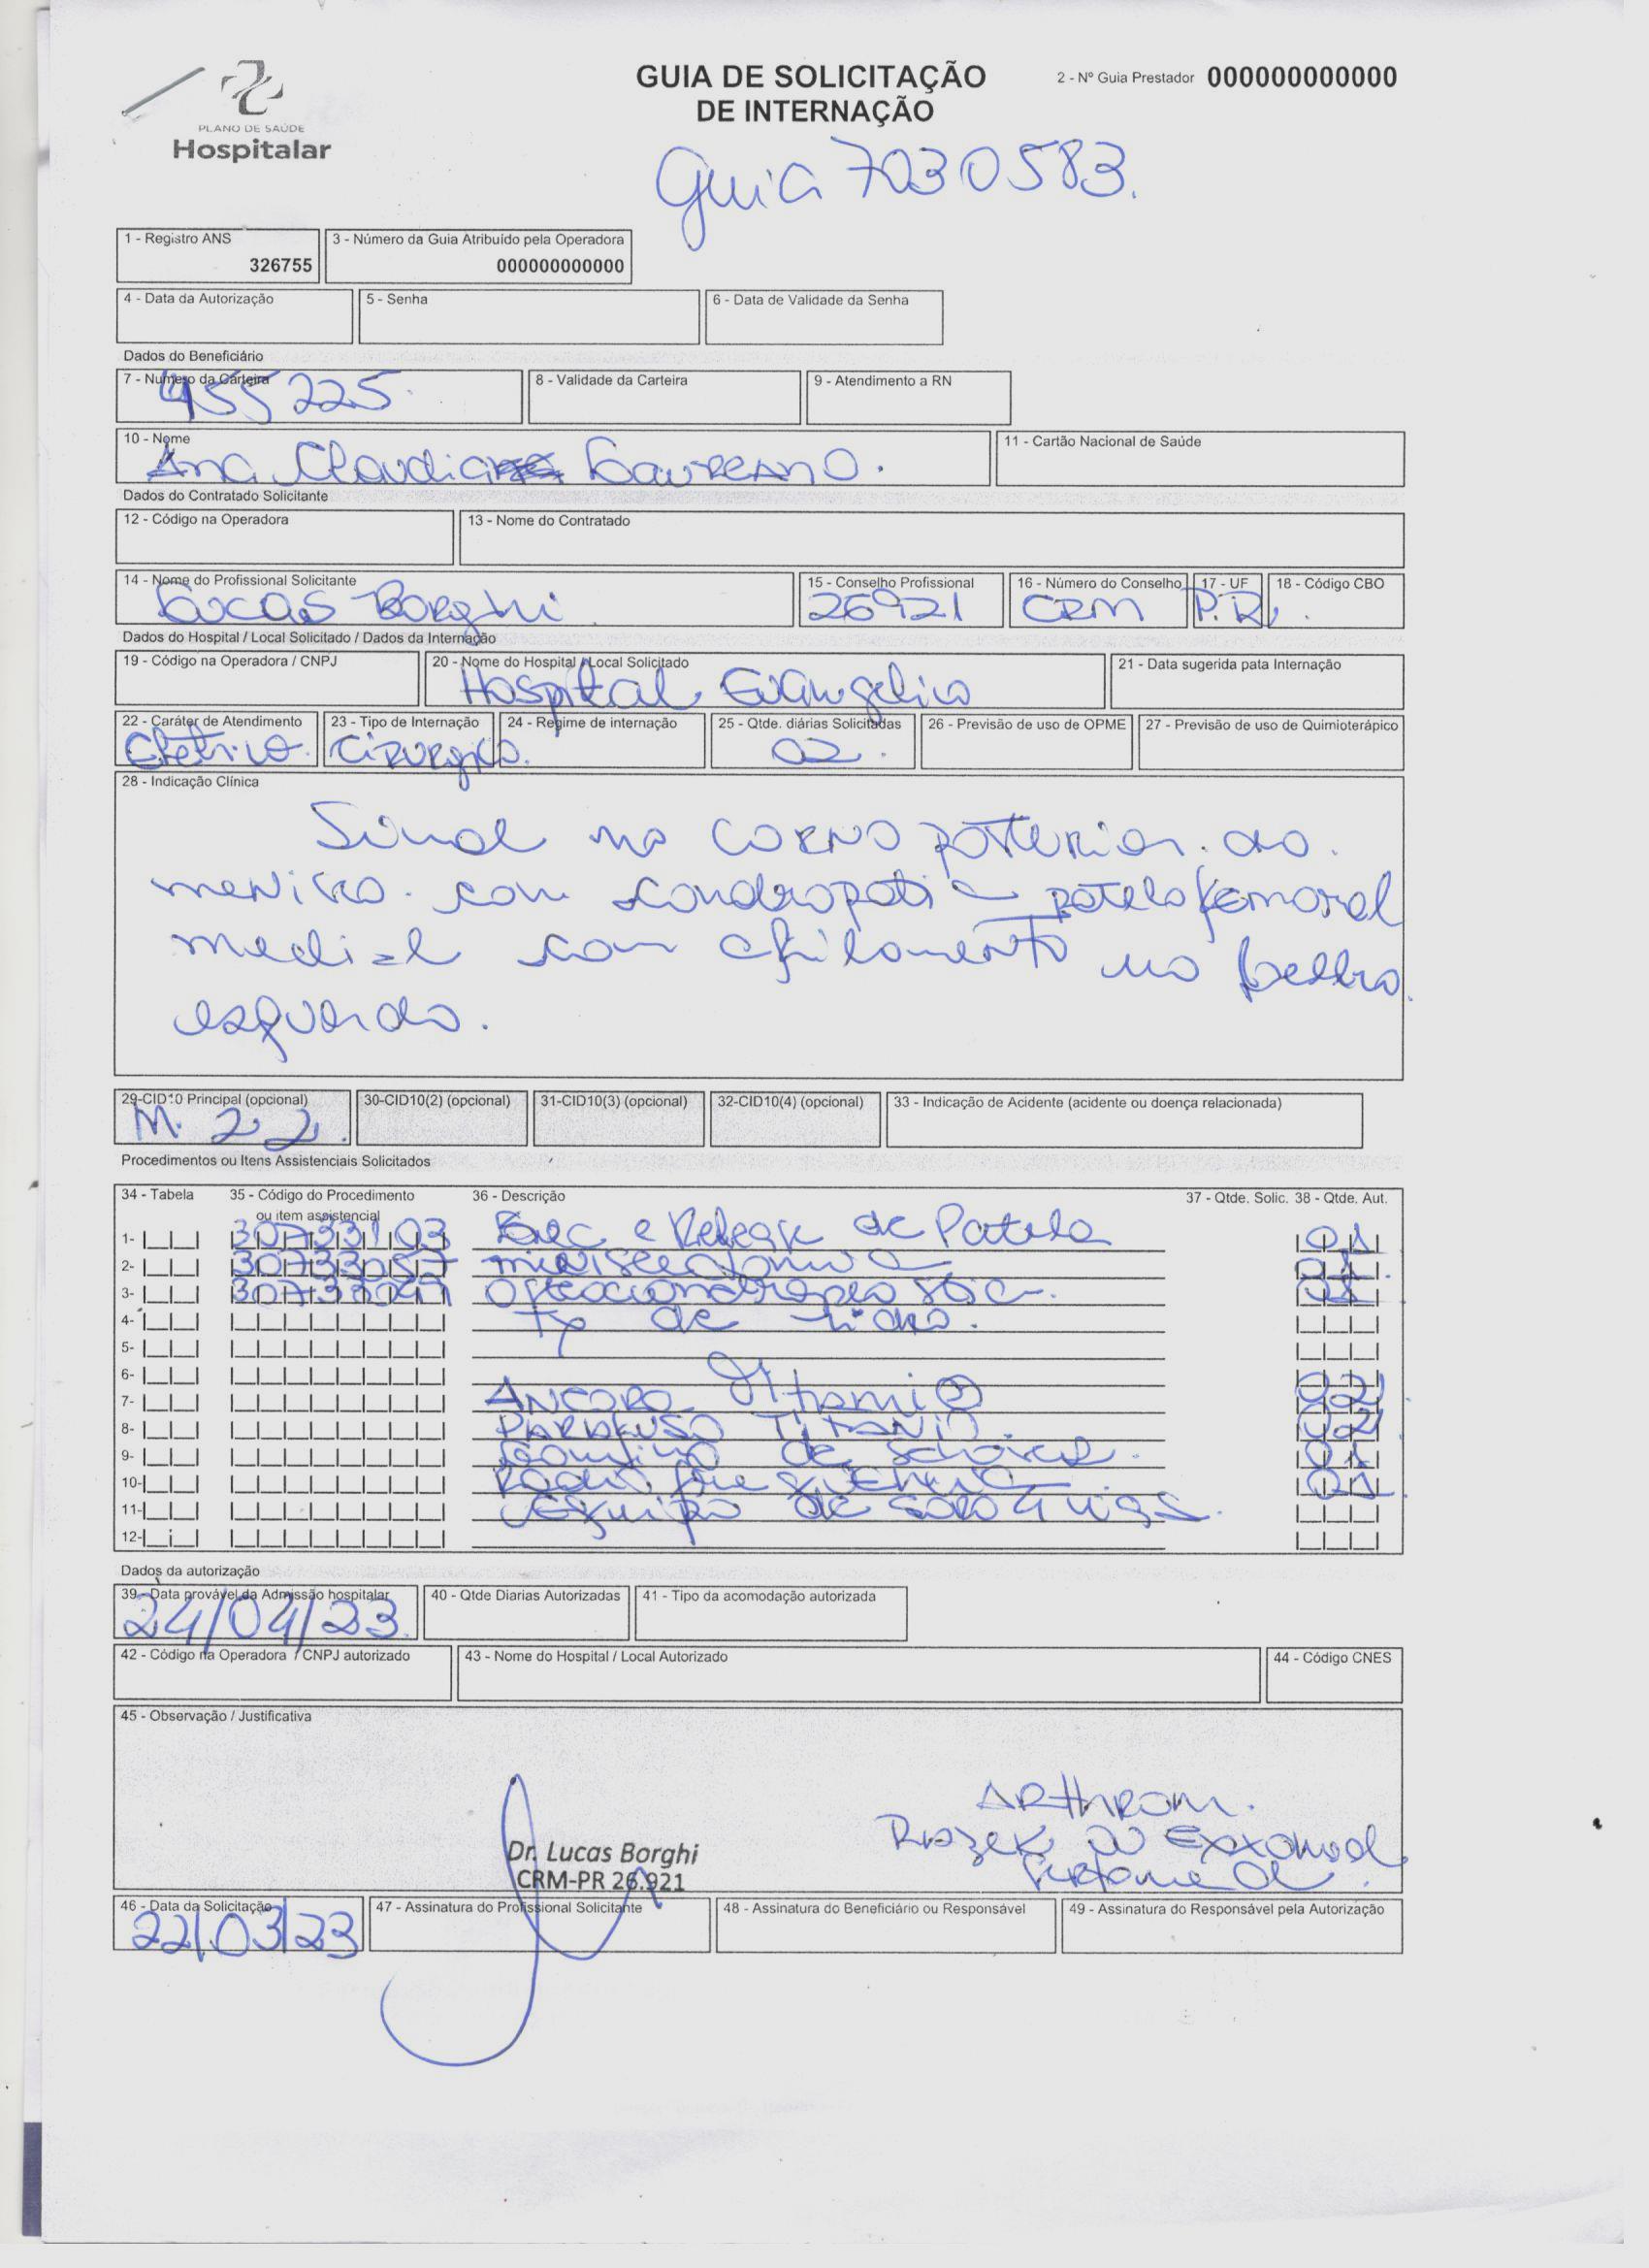 PLANO DE SAÚDE
Hospitalar
GUIA DE SOLICITAÇÃO
DE INTERNAÇÃO
2 - Nº Guia Prestador 000000000000
Guia 7030583.
1 - Registro ANS
326755
3 - Número da Guia Atribuído pela Operadora
000000000000
4 - Data da Autorização
5 - Senha
6 - Data de Validade da Senha
Dados do Beneficiário
7 - Número da Carteira
455225.
8 - Validade da Carteira
9 - Atendimento a RN
10 - Nome
Ana Claudia Laureano.
11 - Cartão Nacional de Saúde
Dados do Contratado Solicitante
12 - Código na Operadora
13 - Nome do Contratado
14 - Nome do Profissional Solicitante
Lucas Borghi
15 - Conselho Profissional
26921
16 - Número do Conselho
CRM
17 - UF
P.R.
18 - Código CBO
Dados do Hospital / Local Solicitado / Dados da Internação
19 - Código na Operadora / CNPJ
20 - Nome do Hospital / Local Solicitado
Hospital Evangelico
21 - Data sugerida pata Internação
22 - Caráter de Atendimento
Eletivo.
23 - Tipo de Internação
Cirurgico.
24 - Regime de internação
25 - Qtde. diárias Solicitadas
02.
26 - Previsão de uso de OPME
27 - Previsão de uso de Quimioterápico
28 - Indicação Clínica
Sinal no corno posterior. do.
menisco. com condropatia patelofemoral
medial com afilamento no joelho.
esquerdo.
29-CID10 Principal (opcional)
M. 22.
30-CID10(2) (opcional)
31-CID10(3) (opcional)
32-CID10(4) (opcional)
33 - Indicação de Acidente (acidente ou doença relacionada)
Procedimentos ou Itens Assistenciais Solicitados
34 - Tabela
35 - Código do Procedimento
ou item assistencial
36 - Descrição
37 - Qtde. Solic. 38 - Qtde. Aut.
1- 30733103 e Release de Patela 01
2- 30733057 01.
3- 01
4- de
5-
6- 
7- ANCORA 02
8- PARAFUSO TITANIO. 02
9- de 01
10- 01
11- Equipo de 4 vias.
12-
Dados da autorização
39 - Data provável da Admissão hospitalar
24/04/23.
40 - Qtde Diarias Autorizadas
41 - Tipo da acomodação autorizada
42 - Código na Operadora / CNPJ autorizado
43 - Nome do Hospital / Local Autorizado
44 - Código CNES
45 - Observação / Justificativa
ARthrom.
Dr. Lucas Borghi
CRM-PR 26.921
46 - Data da Solicitação
22/03/23
47 - Assinatura do Profissional Solicitante
48 - Assinatura do Beneficiário ou Responsável
49 - Assinatura do Responsável pela Autorização